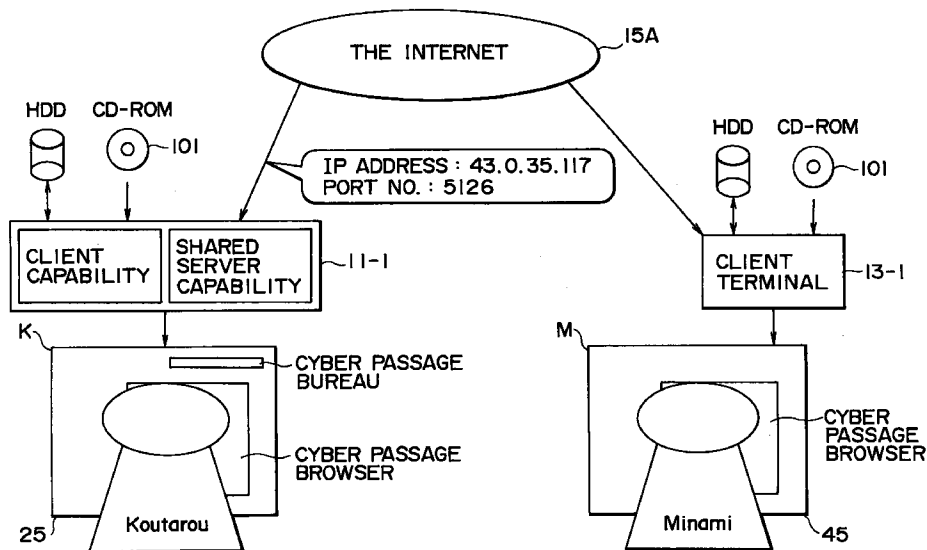 THE INTERNET
15A
HDD
CD-ROM
101
IP ADDRESS : 43.0.35.117
PORT NO. : 5126
HDD
CD-ROM
101
CLIENT
CAPABILITY
SHARED
SERVER
CAPABILITY
11-1
CLIENT
TERMINAL
13-1
K
CYBER PASSAGE
BUREAU
CYBER PASSAGE
BROWSER
Koutarou
25
M
CYBER
PASSAGE
BROWSER
Minami
45